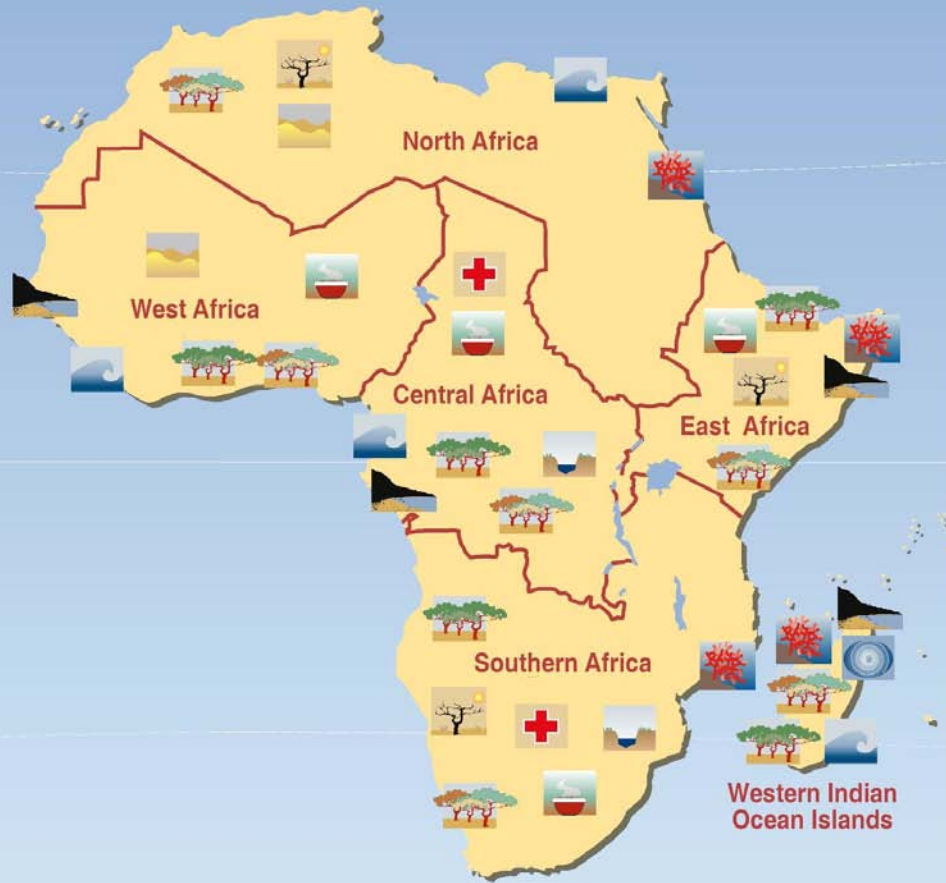 North Africa
West Africa
Central Africa
East Africa
Southern Africa
Western Indian
Ocean Islands